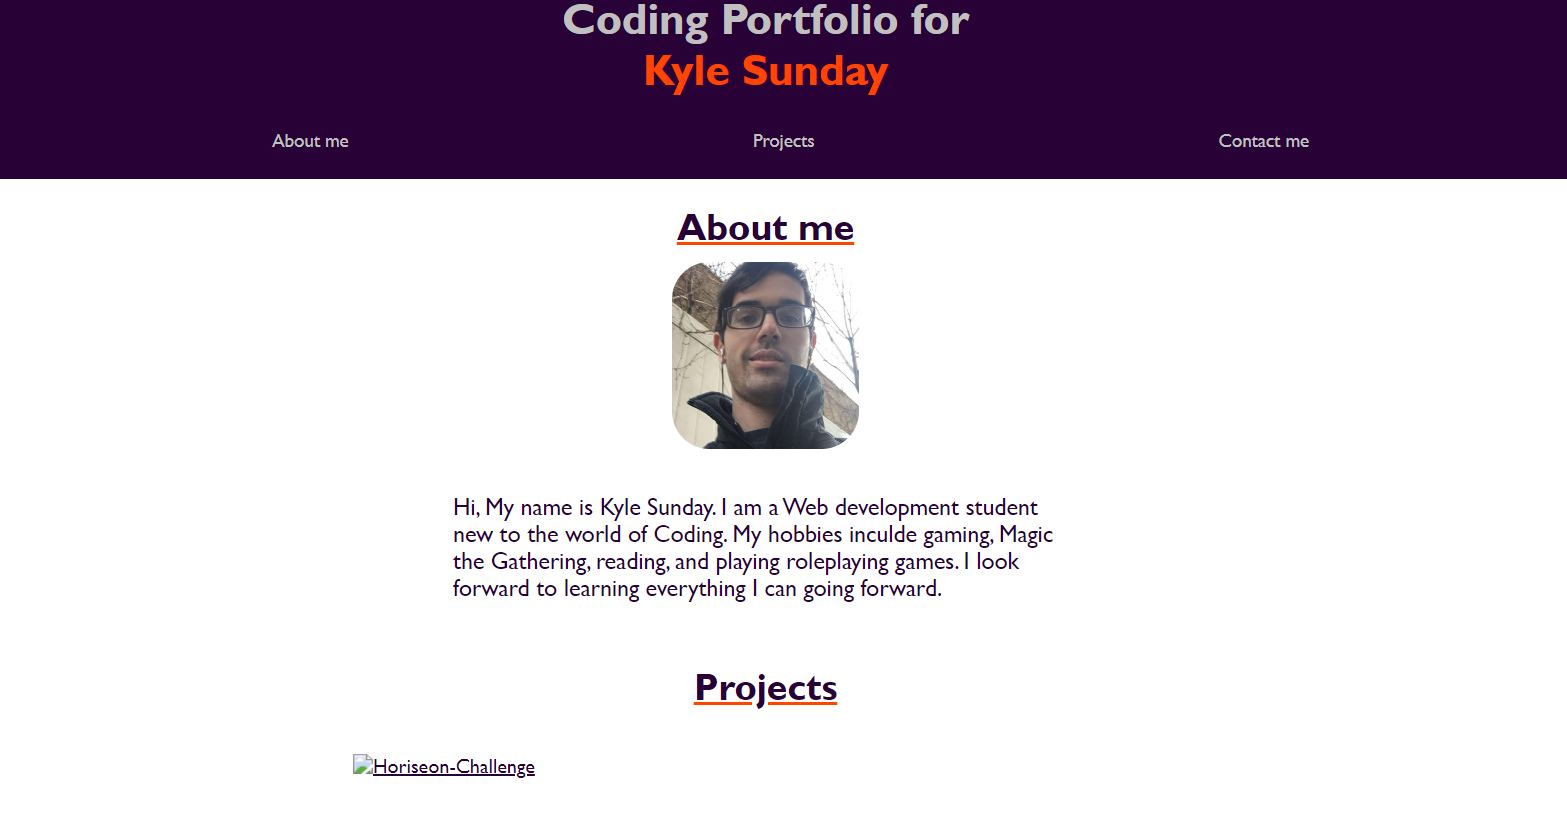 Coding Portfolio for
Kyle Sunday
About me Projects Contact me
About me
Hi, My name is Kyle Sunday. I am a Web development student
new to the world of Coding. My hobbies inculde gaming, Magic
the Gathering, reading, and playing roleplaying games. I look
forward to learning everything I can going forward.
Projects
Horiseon-Challenge